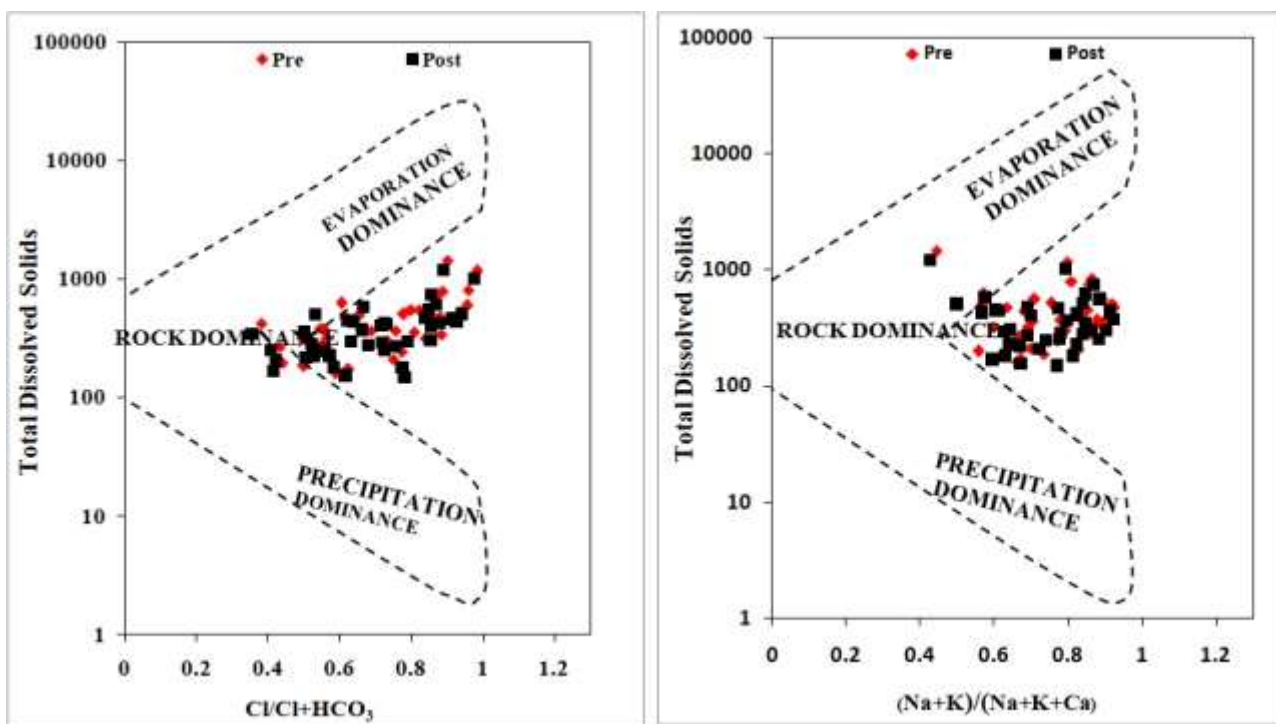 100000
10000
1000
100
10
1
Total Dissolved Solids
Pre
Post
EVAPORATION
DOMINANCE
ROCK DOMINANCE
PRECIPITATION
DOMINANCE
0 0.2 0.4 0.6 0.8 1 1.2
Cl/Cl+HCO₃
100000
10000
1000
100
10
1
Total Dissolved Solids
Pre
Post
EVAPORATION
DOMINANCE
ROCK DOMINANCE
PRECIPITATION
DOMINANCE
0 0.2 0.4 0.6 0.8 1 1.2
(Na+K)/(Na+K+Ca)